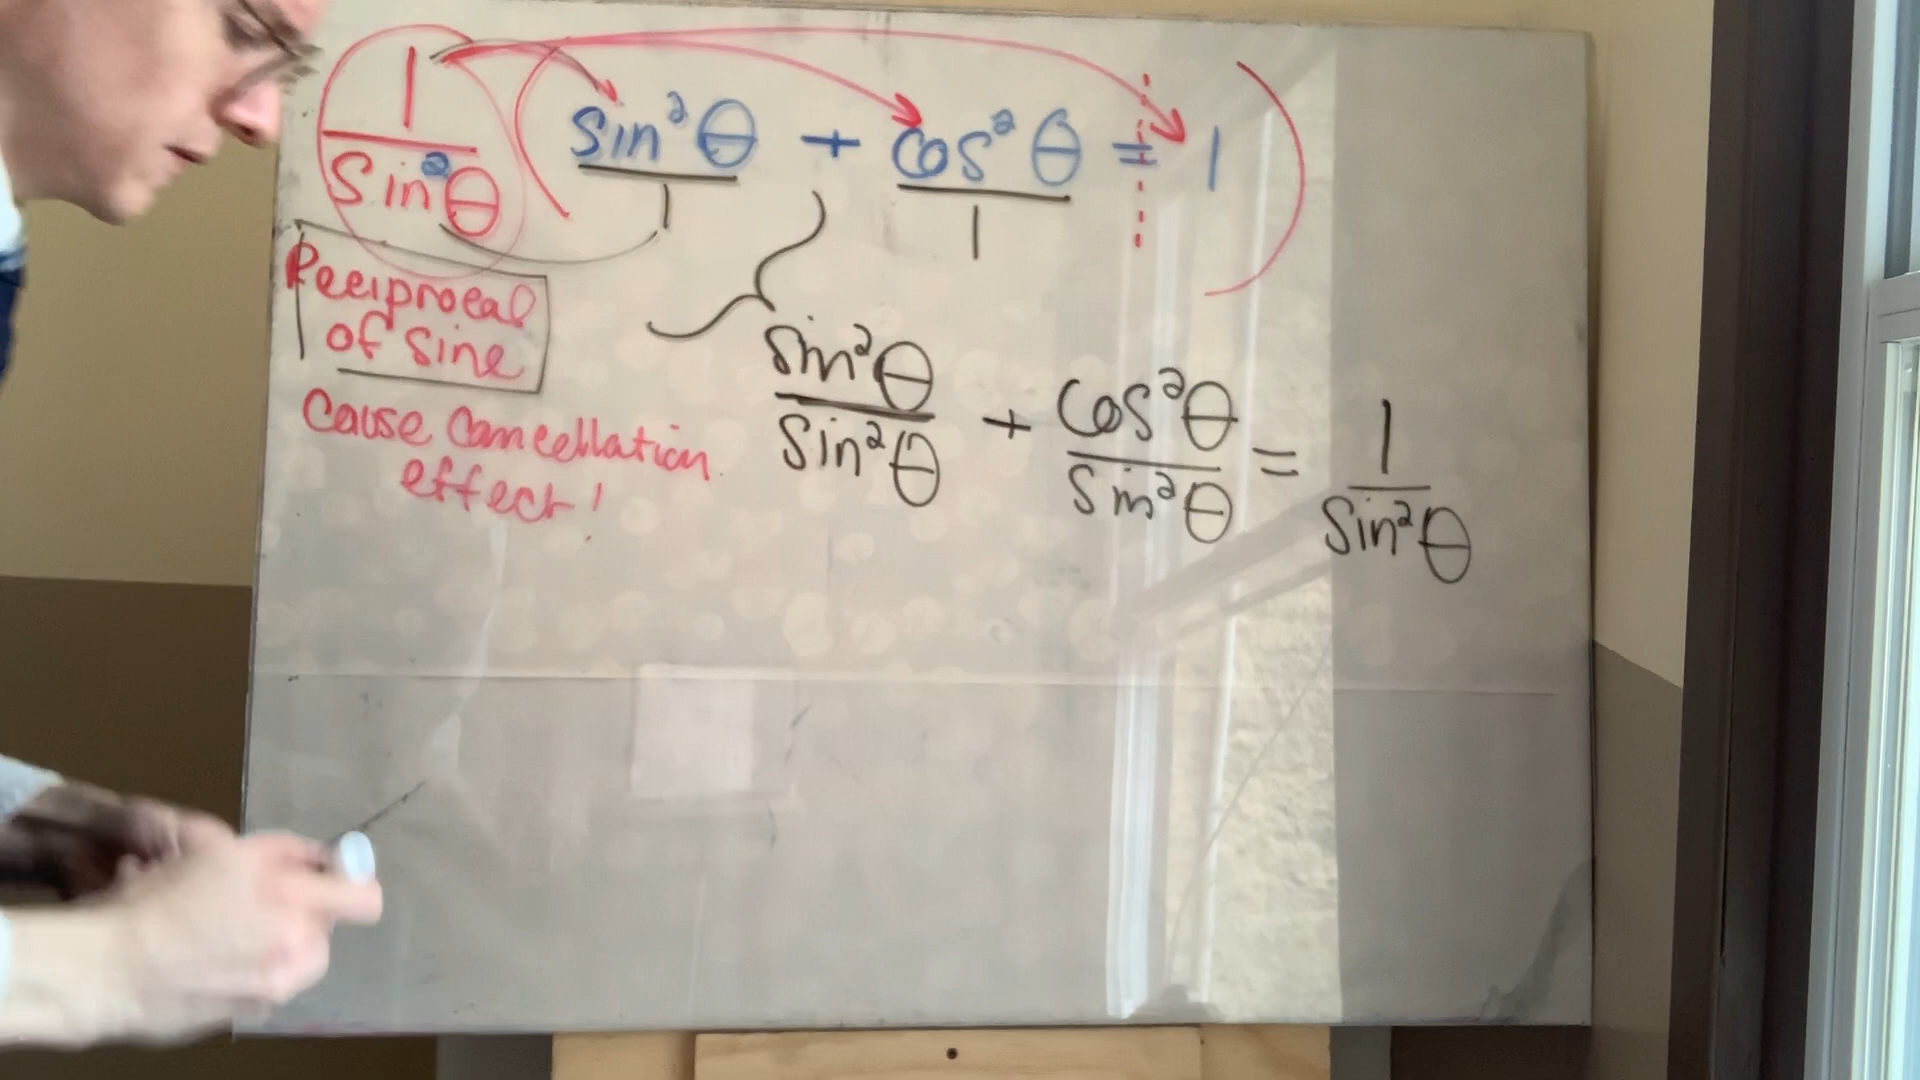 1/sin²θ ( sin²θ/1 + cos²θ/1 = 1 )
Reciprocal
of sine
Cause Cancellation
effect!
sin²θ/sin²θ + cos²θ/sin²θ = 1/sin²θ